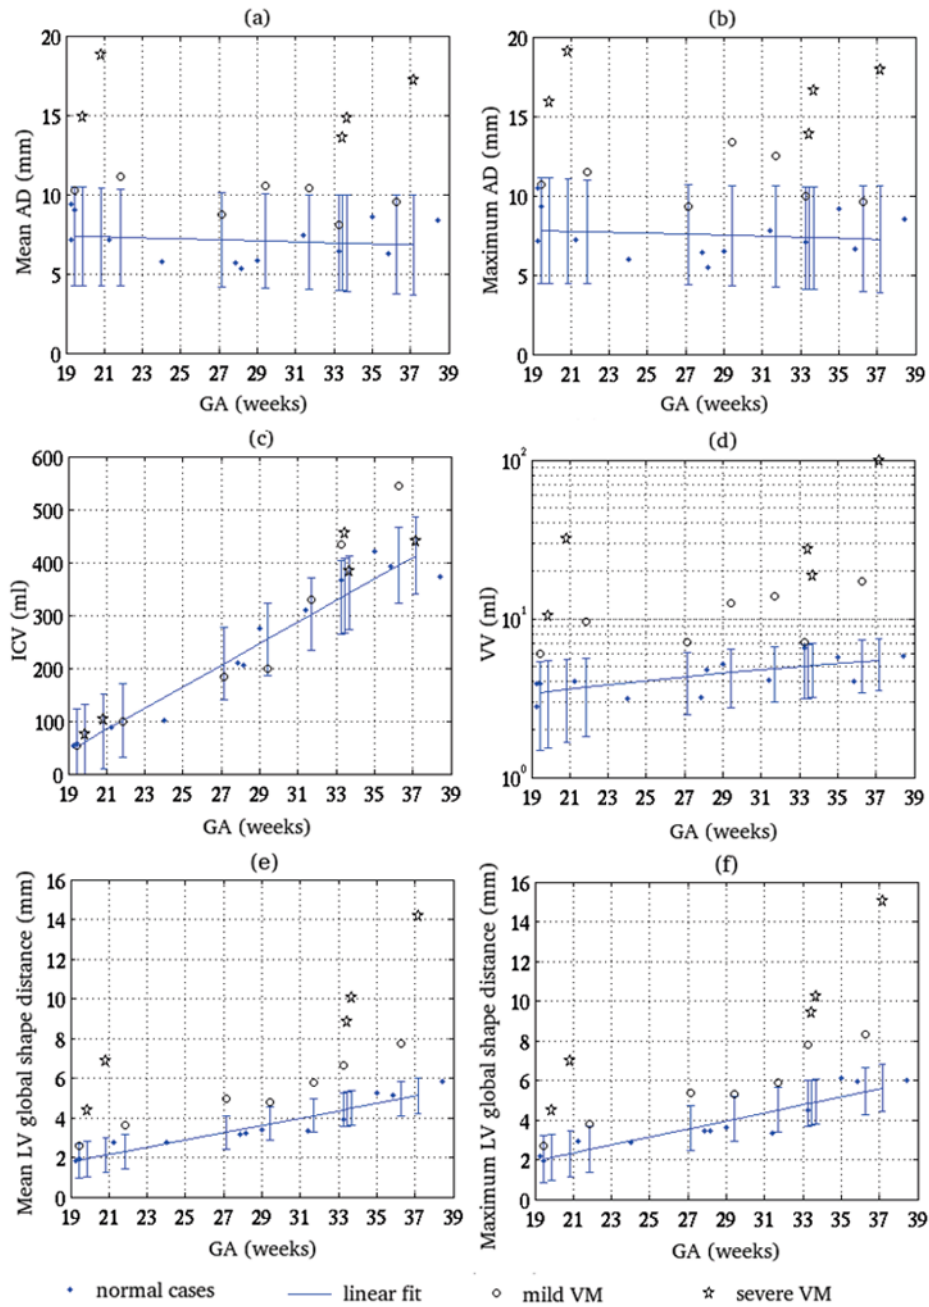 (a)
Mean AD (mm)
20
15
10
5
0
19 21 23 25 27 29 31 33 35 37 39
GA (weeks)
(b)
Maximum AD (mm)
20
15
10
5
0
19 21 23 25 27 29 31 33 35 37 39
GA (weeks)
(c)
ICV (ml)
600
500
400
300
200
100
0
19 21 23 25 27 29 31 33 35 37 39
GA (weeks)
(d)
VV (ml)
10²
10¹
10⁰
19 21 23 25 27 29 31 33 35 37 39
GA (weeks)
(e)
Mean LV global shape distance (mm)
16
14
12
10
8
6
4
2
0
19 21 23 25 27 29 31 33 35 37 39
GA (weeks)
(f)
Maximum LV global shape distance (mm)
16
14
12
10
8
6
4
2
0
19 21 23 25 27 29 31 33 35 37 39
GA (weeks)
normal cases linear fit mild VM severe VM